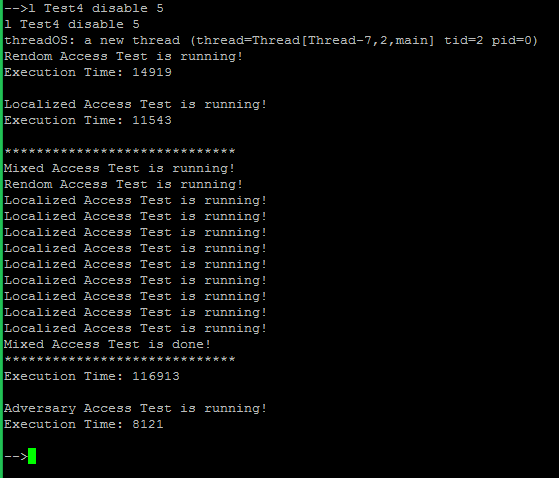 -->l Test4 disable 5
l Test4 disable 5
threadOS: a new thread (thread=Thread[Thread-7,2,main] tid=2 pid=0)
Rendom Access Test is running!
Execution Time: 14919
Localized Access Test is running!
Execution Time: 11543
*****************************
Mixed Access Test is running!
Rendom Access Test is running!
Localized Access Test is running!
Localized Access Test is running!
Localized Access Test is running!
Localized Access Test is running!
Localized Access Test is running!
Localized Access Test is running!
Localized Access Test is running!
Localized Access Test is running!
Localized Access Test is running!
Mixed Access Test is done!
*****************************
Execution Time: 116913
Adversary Access Test is running!
Execution Time: 8121
-->